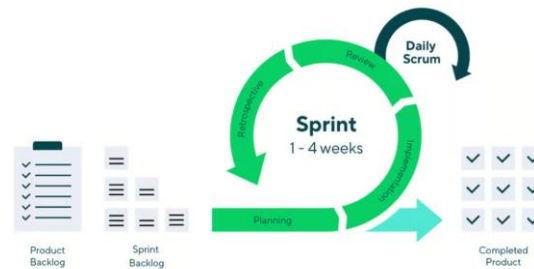 Daily
Scrum
Review
Retrospective
Sprint
1 - 4 weeks
Implementation
Planning
Product
Backlog
Sprint
Backlog
Completed
Product